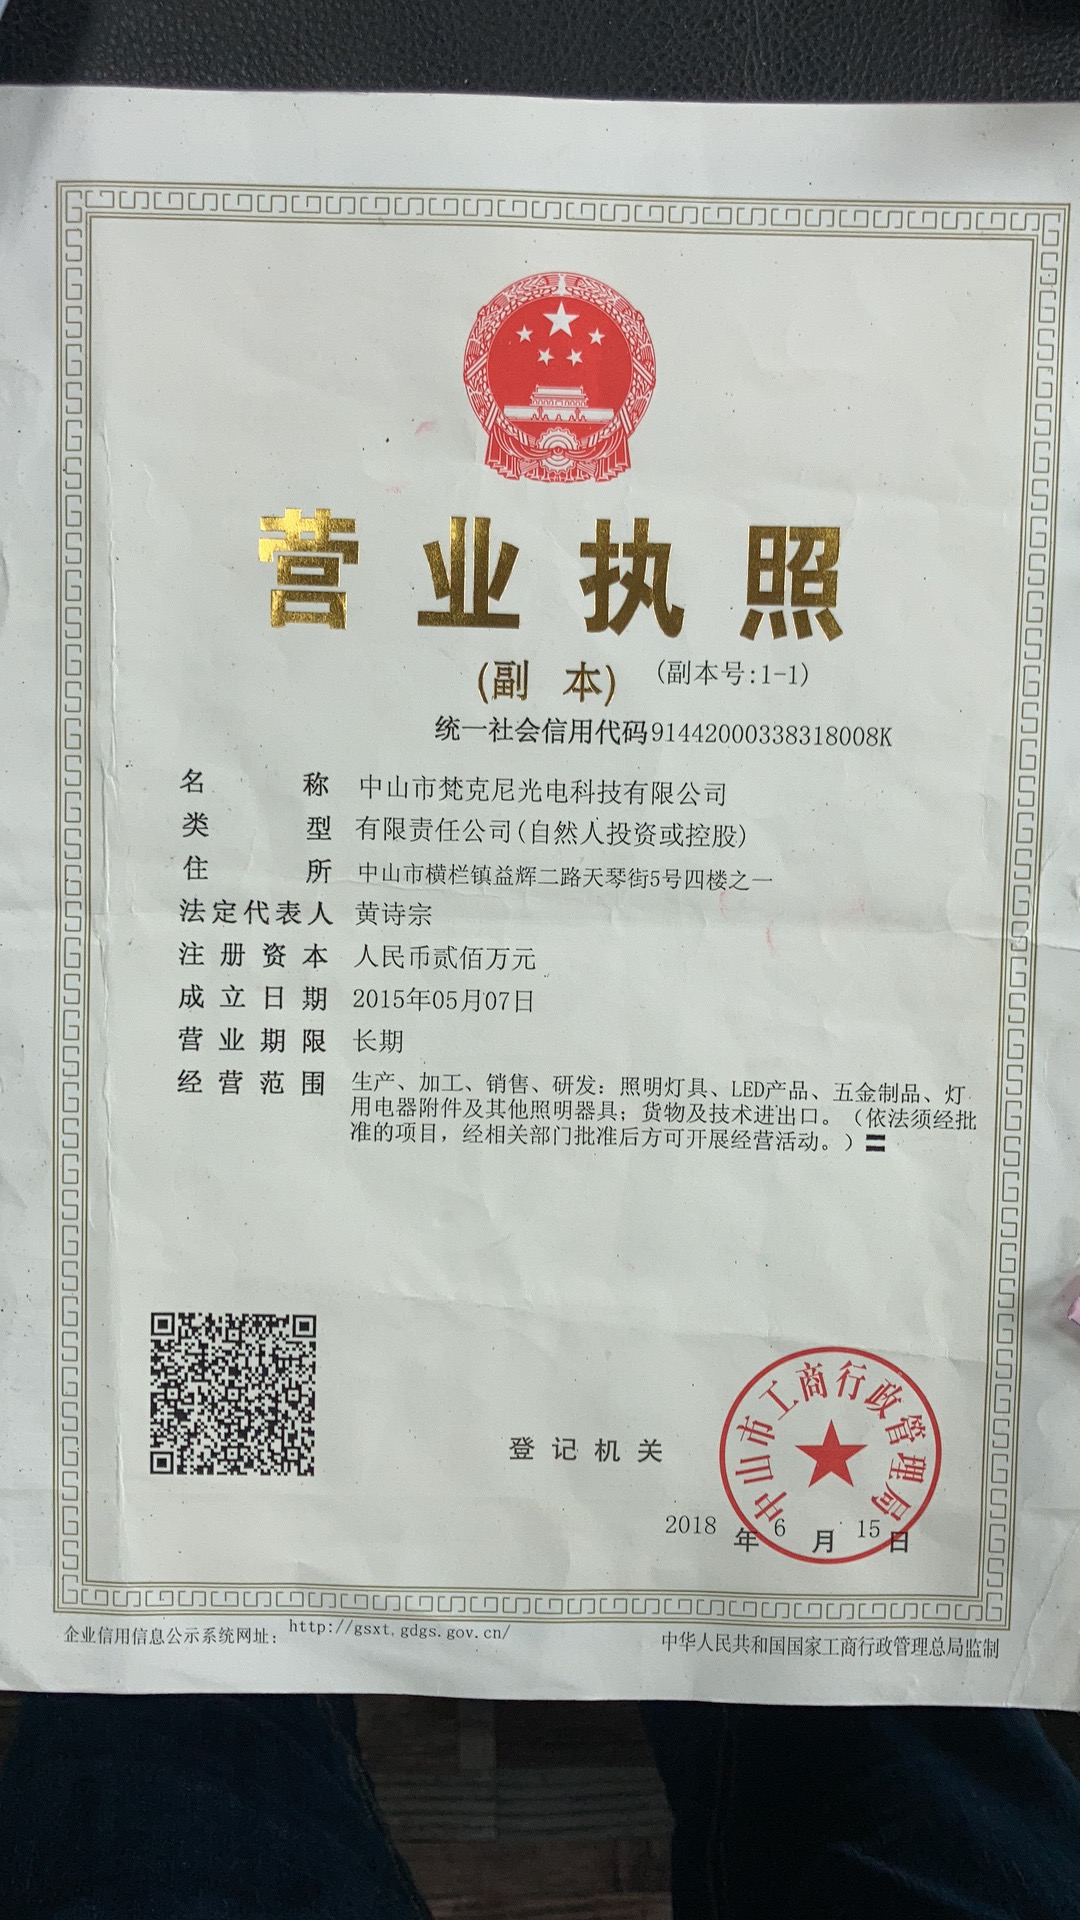 营业执照
(副 本) (副本号:1-1)
统一社会信用代码91442000338318008K
名 称 中山市梵克尼光电科技有限公司
类 型 有限责任公司(自然人投资或控股)
住 所 中山市横栏镇益辉二路天琴街5号四楼之一
法定代表人 黄诗宗
注册资本 人民币贰佰万元
成立日期 2015年05月07日
营业期限 长期
经营范围 生产、加工、销售、研发：照明灯具、LED产品、五金制品、灯
用电器附件及其他照明器具；货物及技术进出口。（依法须经批
准的项目，经相关部门批准后方可开展经营活动。）〓
登记机关
中山市工商行政管理局
2018 年 6 月 15 日
企业信用信息公示系统网址： http://gsxt.gdgs.gov.cn/
中华人民共和国国家工商行政管理总局监制